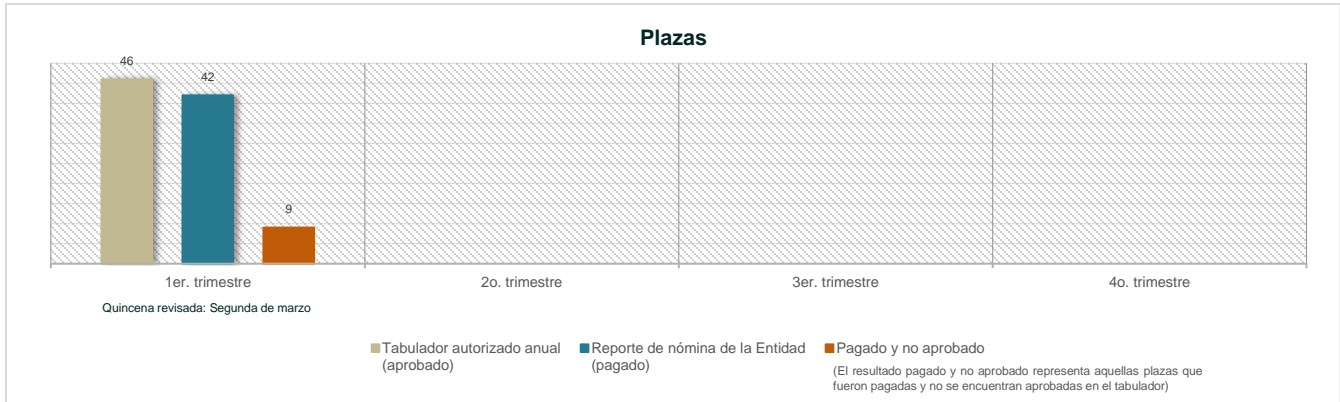 Plazas
46
42
9
1er. trimestre
2o. trimestre
3er. trimestre
4o. trimestre
Quincena revisada: Segunda de marzo
Tabulador autorizado anual
(aprobado)
Reporte de nómina de la Entidad
(pagado)
Pagado y no aprobado
(El resultado pagado y no aprobado representa aquellas plazas que
fueron pagadas y no se encuentran aprobadas en el tabulador)